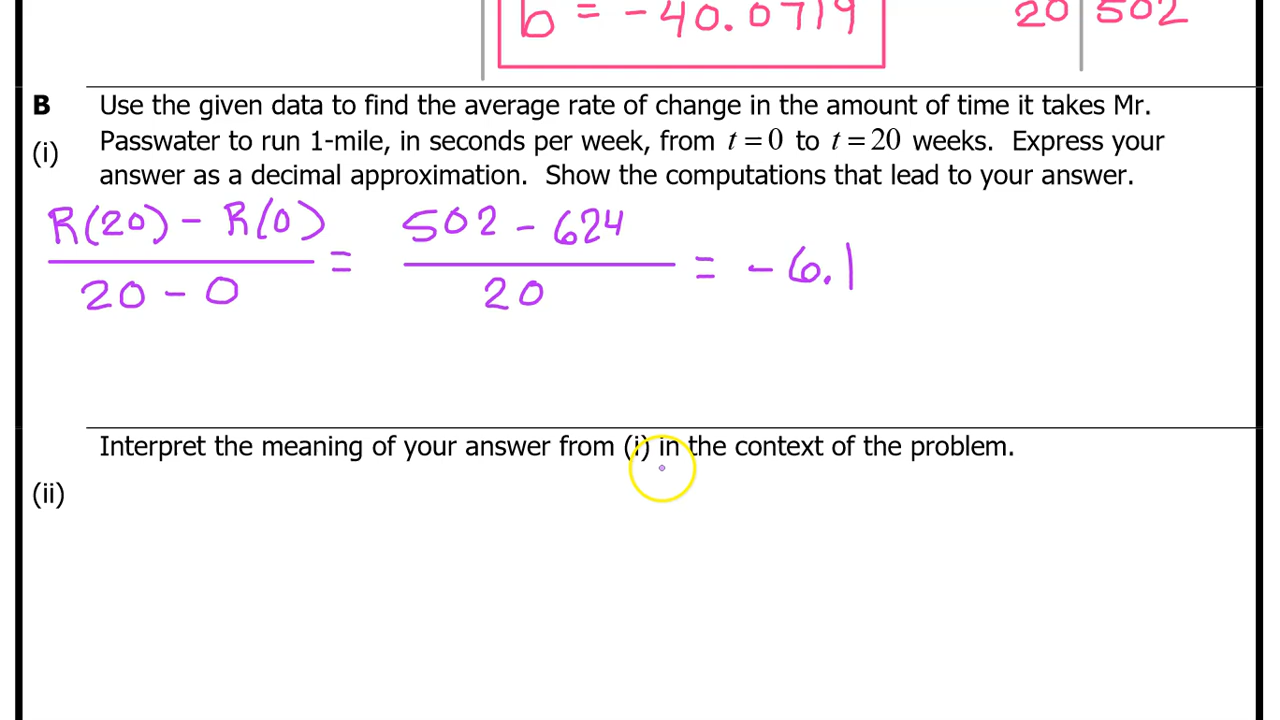 b = -40.0719
20 | 502
B
Use the given data to find the average rate of change in the amount of time it takes Mr.
(i)
Passwater to run 1-mile, in seconds per week, from t = 0 to t = 20 weeks. Express your
answer as a decimal approximation. Show the computations that lead to your answer.
R(20) - R(0) / 20 - 0 = 502 - 624 / 20 = -6.1
Interpret the meaning of your answer from (i) in the context of the problem.
(ii)